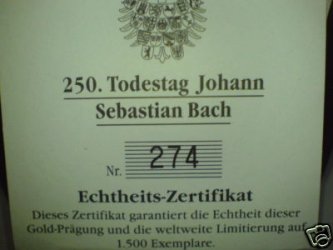 250. Todestag Johann
Sebastian Bach
Nr. 274
Echtheits-Zertifikat
Dieses Zertifikat garantiert die Echtheit dieser
Gold-Prägung und die weltweite Limitierung auf
1.500 Exemplare.
ebay